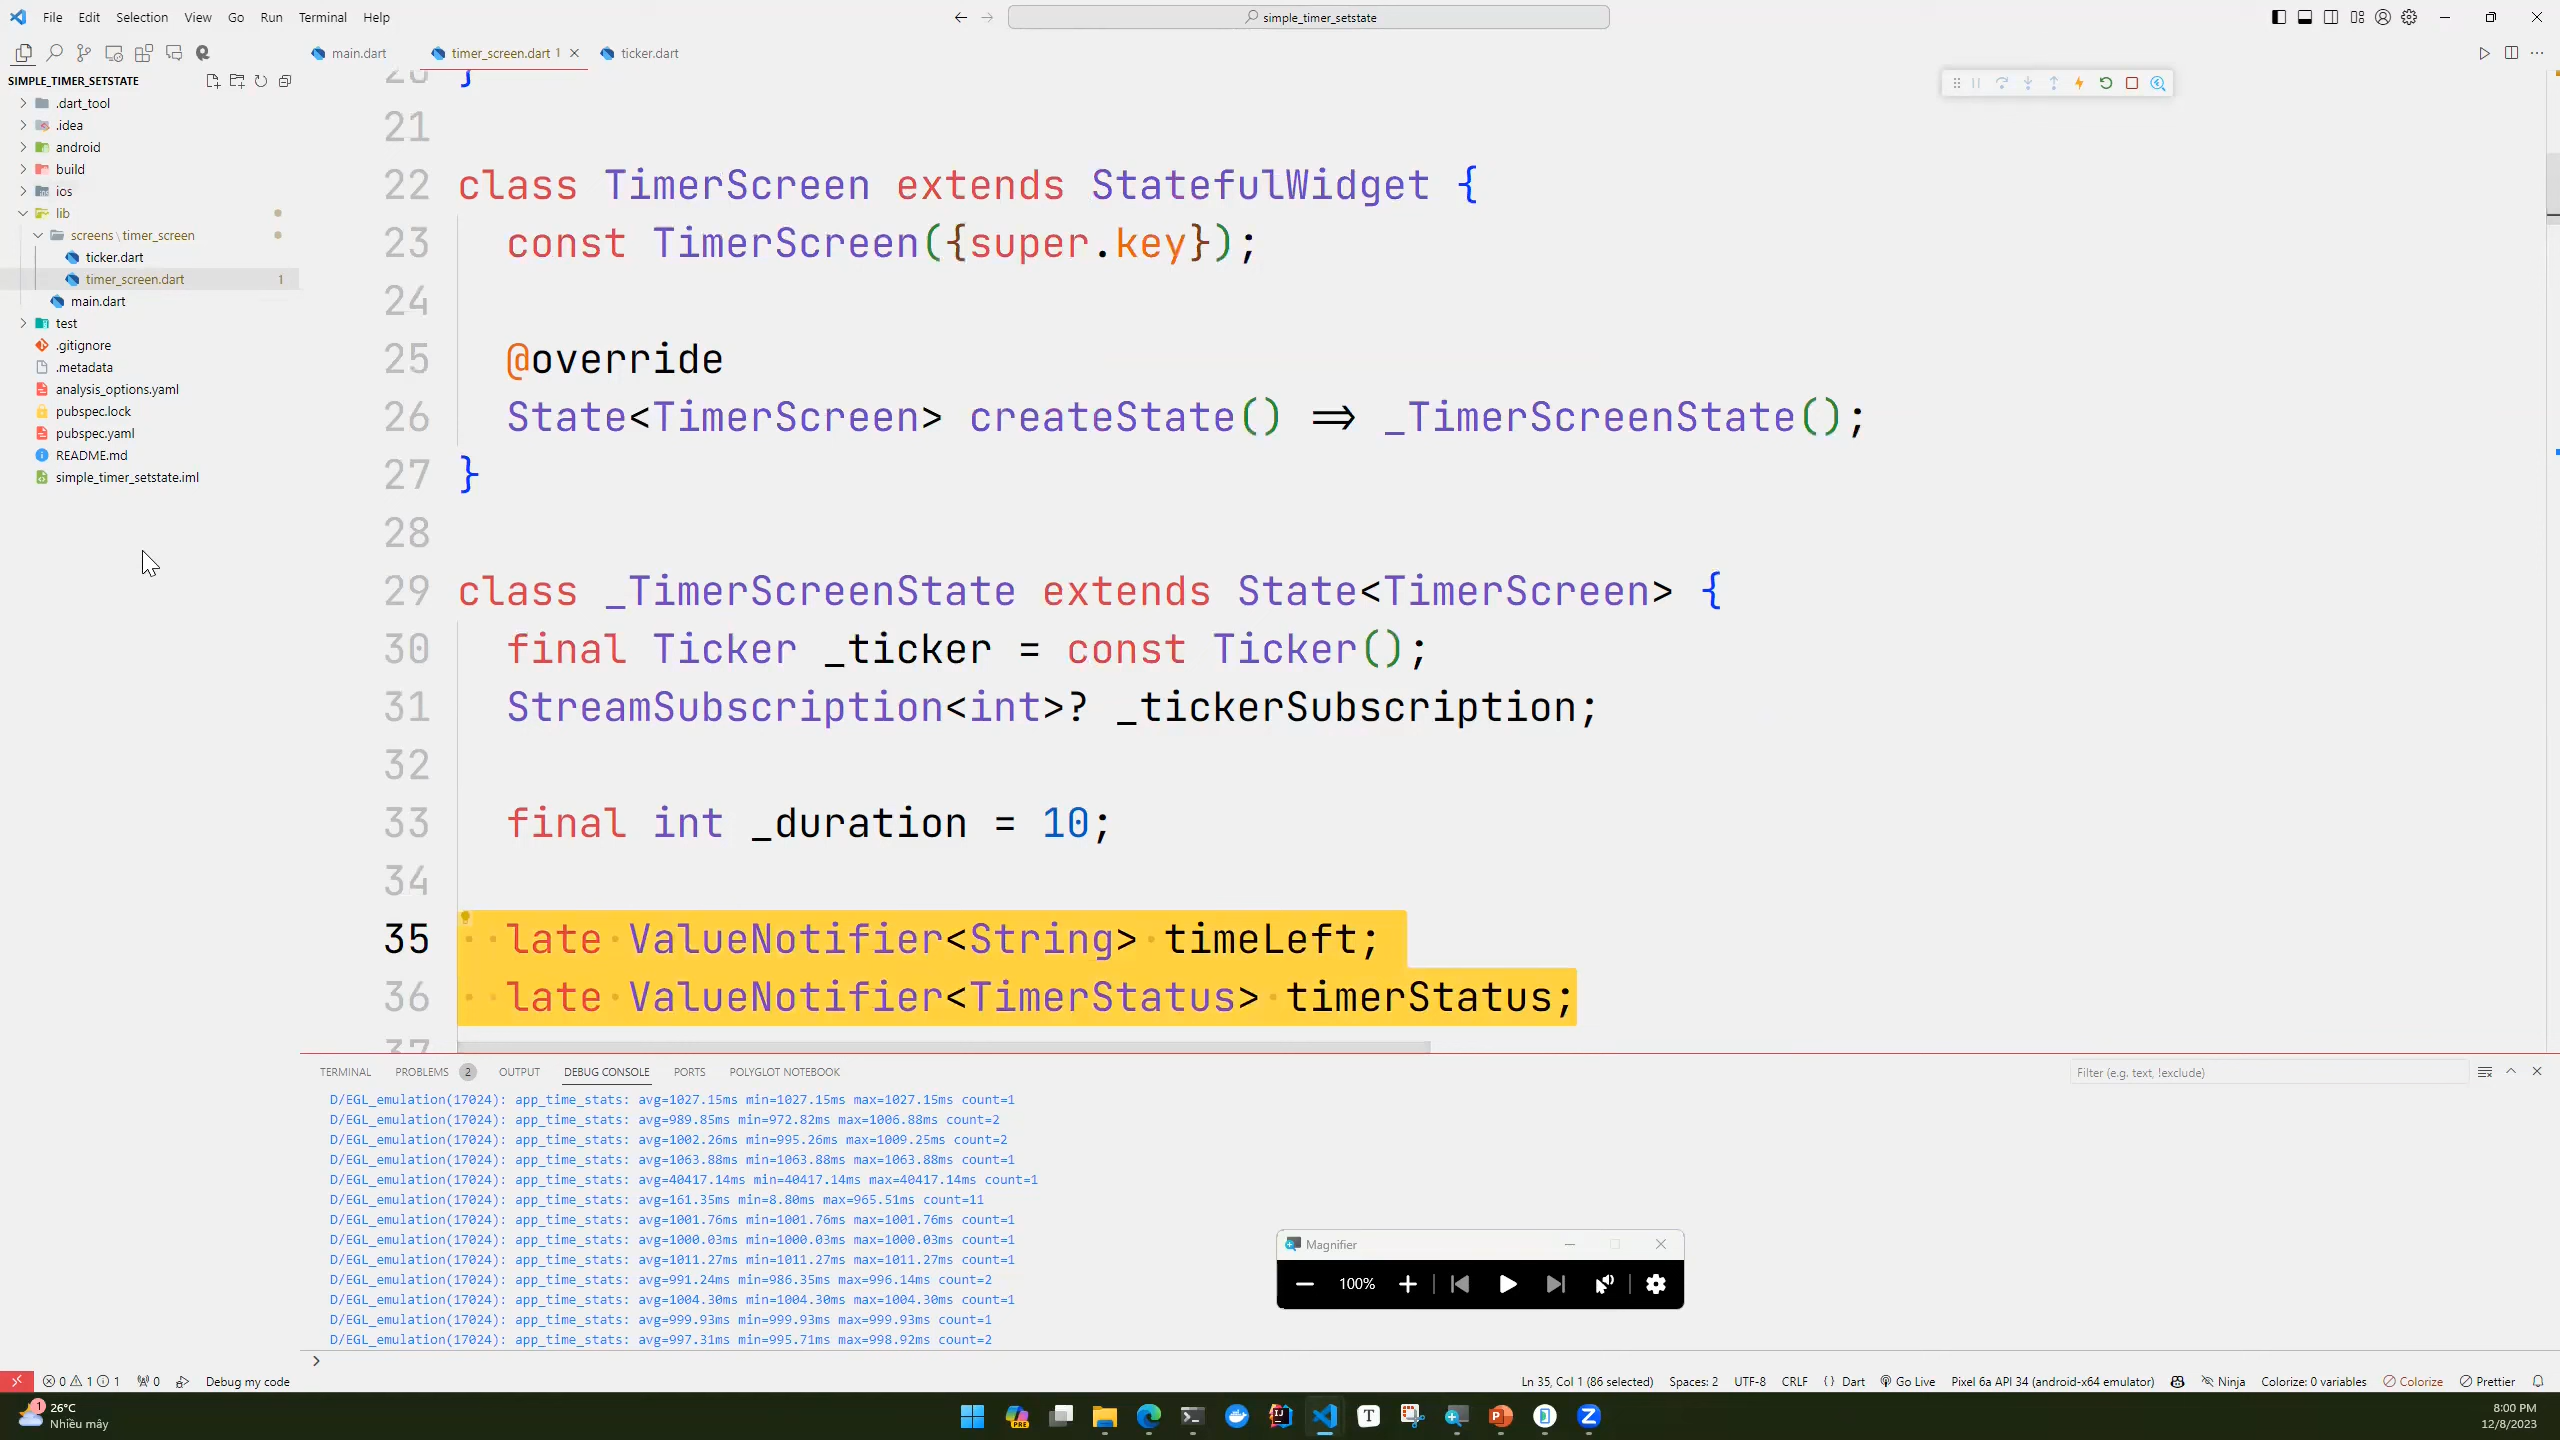 File Edit Selection View Go Run Terminal Help
simple_timer_setstate
main.dart
timer_screen.dart 1
ticker.dart
SIMPLE_TIMER_SETSTATE
.dart_tool
.idea
android
build
ios
lib
screens \ timer_screen
ticker.dart
timer_screen.dart 1
main.dart
test
.gitignore
.metadata
analysis_options.yaml
pubspec.lock
pubspec.yaml
README.md
simple_timer_setstate.iml
20 }
21
22 class TimerScreen extends StatefulWidget {
23 const TimerScreen({super.key});
24
25 @override
26 State<TimerScreen> createState() => _TimerScreenState();
27 }
28
29 class _TimerScreenState extends State<TimerScreen> {
30 final Ticker _ticker = const Ticker();
31 StreamSubscription<int>? _tickerSubscription;
32
33 final int _duration = 10;
34
35 late ValueNotifier<String> timeLeft;
36 late ValueNotifier<TimerStatus> timerStatus;
37
TERMINAL PROBLEMS 2 OUTPUT DEBUG CONSOLE PORTS POLYGLOT NOTEBOOK
Filter (e.g. text, !exclude)
D/EGL_emulation(17024): app_time_stats: avg=1027.15ms min=1027.15ms max=1027.15ms count=1
D/EGL_emulation(17024): app_time_stats: avg=989.85ms min=972.82ms max=1006.88ms count=2
D/EGL_emulation(17024): app_time_stats: avg=1002.26ms min=995.26ms max=1009.25ms count=2
D/EGL_emulation(17024): app_time_stats: avg=1063.88ms min=1063.88ms max=1063.88ms count=1
D/EGL_emulation(17024): app_time_stats: avg=40417.14ms min=40417.14ms max=40417.14ms count=1
D/EGL_emulation(17024): app_time_stats: avg=161.35ms min=8.80ms max=965.51ms count=11
D/EGL_emulation(17024): app_time_stats: avg=1001.76ms min=1001.76ms max=1001.76ms count=1
D/EGL_emulation(17024): app_time_stats: avg=1000.03ms min=1000.03ms max=1000.03ms count=1
D/EGL_emulation(17024): app_time_stats: avg=1011.27ms min=1011.27ms max=1011.27ms count=1
D/EGL_emulation(17024): app_time_stats: avg=991.24ms min=986.35ms max=996.14ms count=2
D/EGL_emulation(17024): app_time_stats: avg=1004.30ms min=1004.30ms max=1004.30ms count=1
D/EGL_emulation(17024): app_time_stats: avg=999.93ms min=999.93ms max=999.93ms count=1
D/EGL_emulation(17024): app_time_stats: avg=997.31ms min=995.71ms max=998.92ms count=2
Magnifier
100%
0 1 1 0 Debug my code
Ln 35, Col 1 (86 selected) Spaces: 2 UTF-8 CRLF { } Dart Go Live Pixel 6a API 34 (android-x64 emulator) Ninja Colorize: 0 variables Colorize Prettier
1
26°C
Nhiều mây
PRE
8:00 PM
12/8/2023